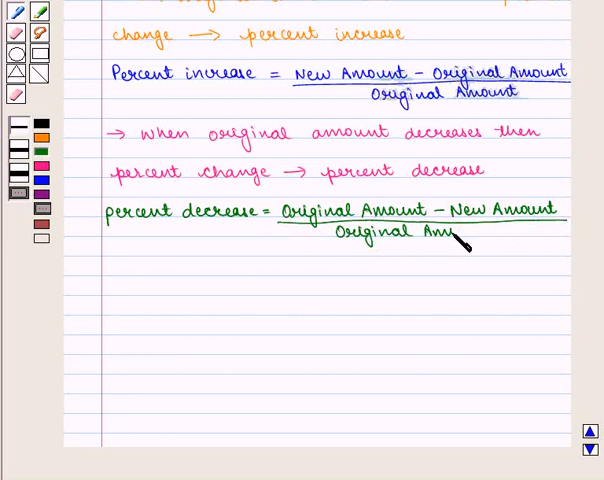 change → percent increase
Percent increase = New Amount - Original Amount
Original Amount
→ When original amount decreases then
percent change → percent decrease
percent decrease = Original Amount - New Amount
Original Am